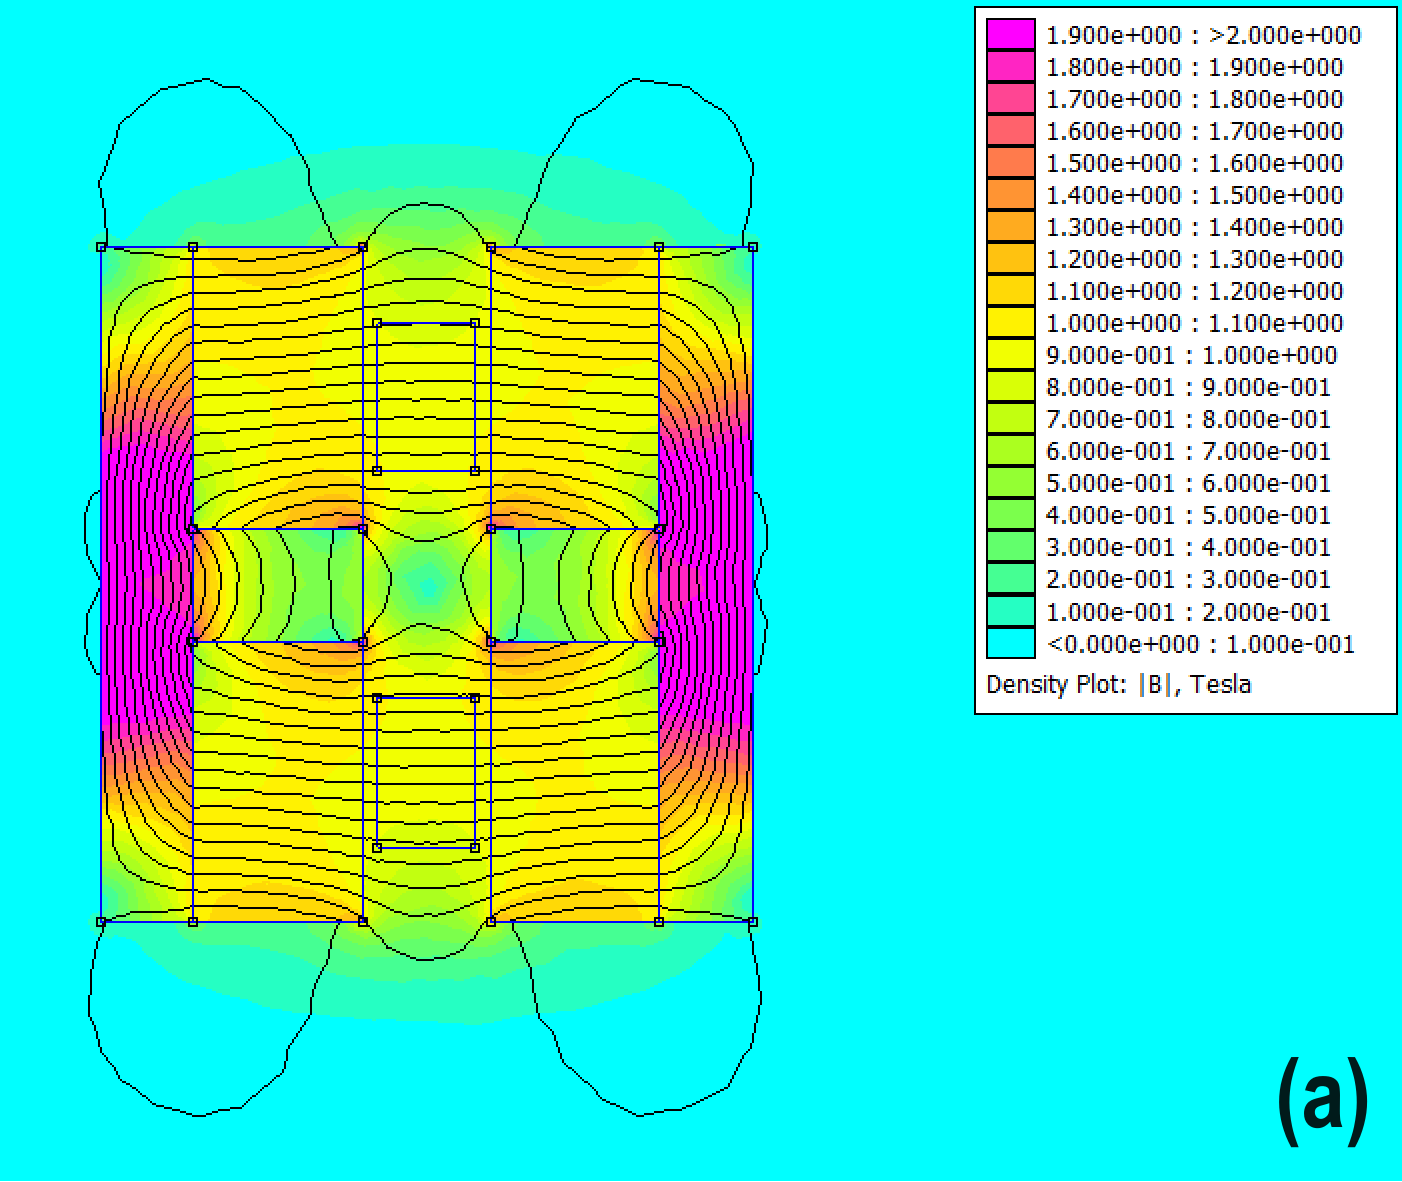 1.900e+000 : >2.000e+000
1.800e+000 : 1.900e+000
1.700e+000 : 1.800e+000
1.600e+000 : 1.700e+000
1.500e+000 : 1.600e+000
1.400e+000 : 1.500e+000
1.300e+000 : 1.400e+000
1.200e+000 : 1.300e+000
1.100e+000 : 1.200e+000
1.000e+000 : 1.100e+000
9.000e-001 : 1.000e+000
8.000e-001 : 9.000e-001
7.000e-001 : 8.000e-001
6.000e-001 : 7.000e-001
5.000e-001 : 6.000e-001
4.000e-001 : 5.000e-001
3.000e-001 : 4.000e-001
2.000e-001 : 3.000e-001
1.000e-001 : 2.000e-001
<0.000e+000 : 1.000e-001
Density Plot: |B|, Tesla
(a)